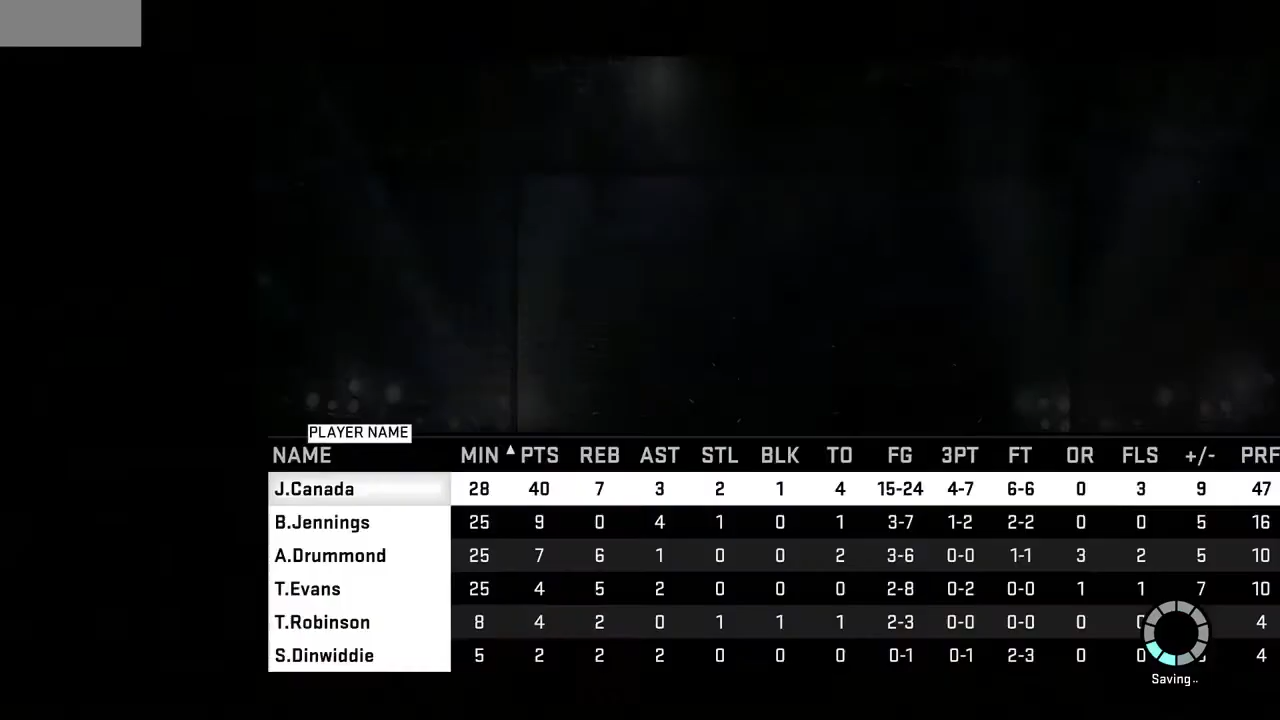 PLAYER NAME
NAME MIN PTS REB AST STL BLK TO FG 3PT FT OR FLS +/- PRF
J.Canada 28 40 7 3 2 1 4 15-24 4-7 6-6 0 3 9 47
B.Jennings 25 9 0 4 1 0 1 3-7 1-2 2-2 0 0 5 16
A.Drummond 25 7 6 1 0 0 2 3-6 0-0 1-1 3 2 5 10
T.Evans 25 4 5 2 0 0 0 2-8 0-2 0-0 1 1 7 10
T.Robinson 8 4 2 0 1 1 1 2-3 0-0 0-0 0 4
S.Dinwiddie 5 2 2 2 0 0 0 0-1 0-1 2-3 0 4
Saving..